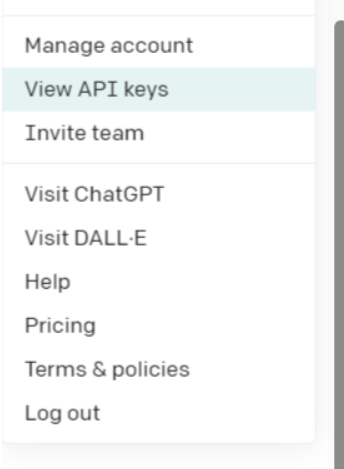 Manage account
View API keys
Invite team
Visit ChatGPT
Visit DALL·E
Help
Pricing
Terms & policies
Log out